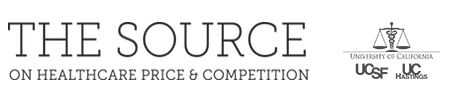 THE SOURCE
ON HEALTHCARE PRICE & COMPETITION
UNIVERSITY OF CALIFORNIA
UCSF UC
HASTINGS